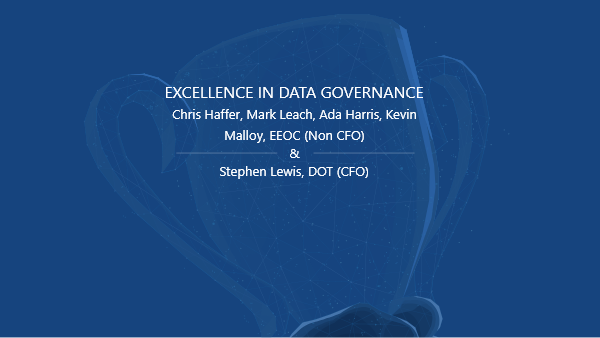 EXCELLENCE IN DATA GOVERNANCE
Chris Haffer, Mark Leach, Ada Harris, Kevin
Malloy, EEOC (Non CFO)
&
Stephen Lewis, DOT (CFO)